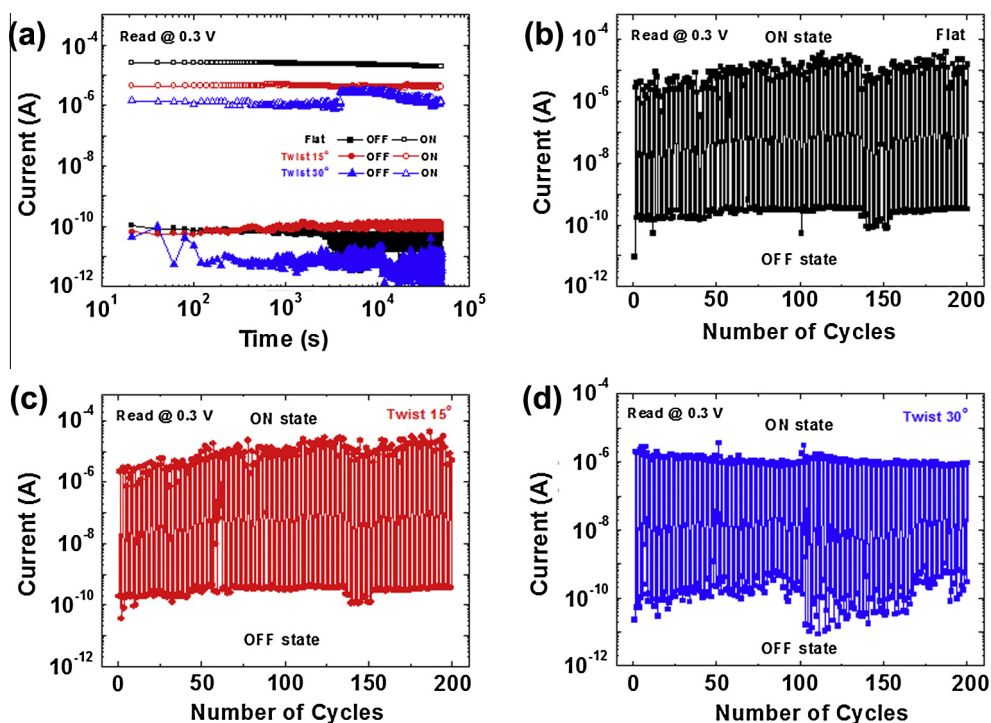 (a)
Read @ 0.3 V
Flat OFF ON
Twist 15° OFF ON
Twist 30° OFF ON
10^-4
10^-6
10^-8
10^-10
10^-12
Current (A)
10^1 10^2 10^3 10^4 10^5
Time (s)
(b)
Read @ 0.3 V ON state Flat
OFF state
10^-4
10^-6
10^-8
10^-10
10^-12
Current (A)
0 50 100 150 200
Number of Cycles
(c)
Read @ 0.3 V ON state Twist 15°
OFF state
10^-4
10^-6
10^-8
10^-10
10^-12
Current (A)
0 50 100 150 200
Number of Cycles
(d)
Read @ 0.3 V ON state Twist 30°
OFF state
10^-4
10^-6
10^-8
10^-10
10^-12
Current (A)
0 50 100 150 200
Number of Cycles